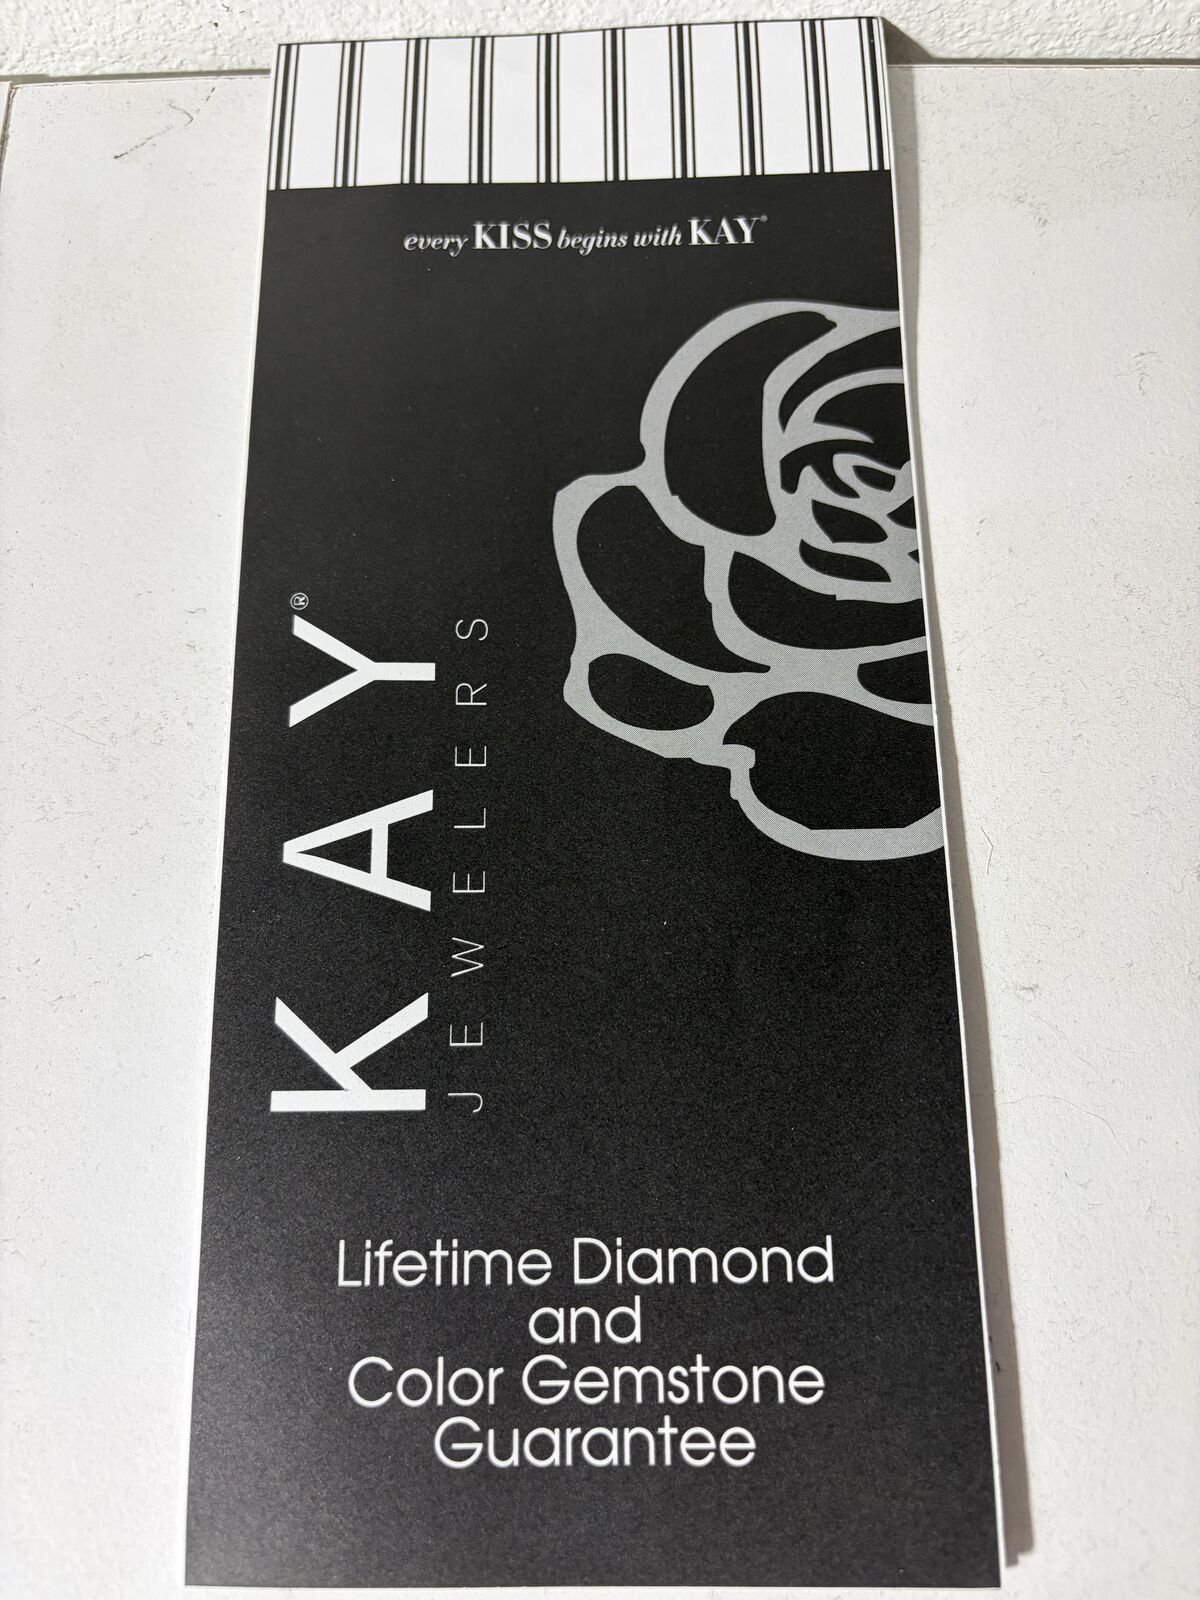 every KISS begins with KAY®
KAY®
JEWELERS
Lifetime Diamond
and
Color Gemstone
Guarantee